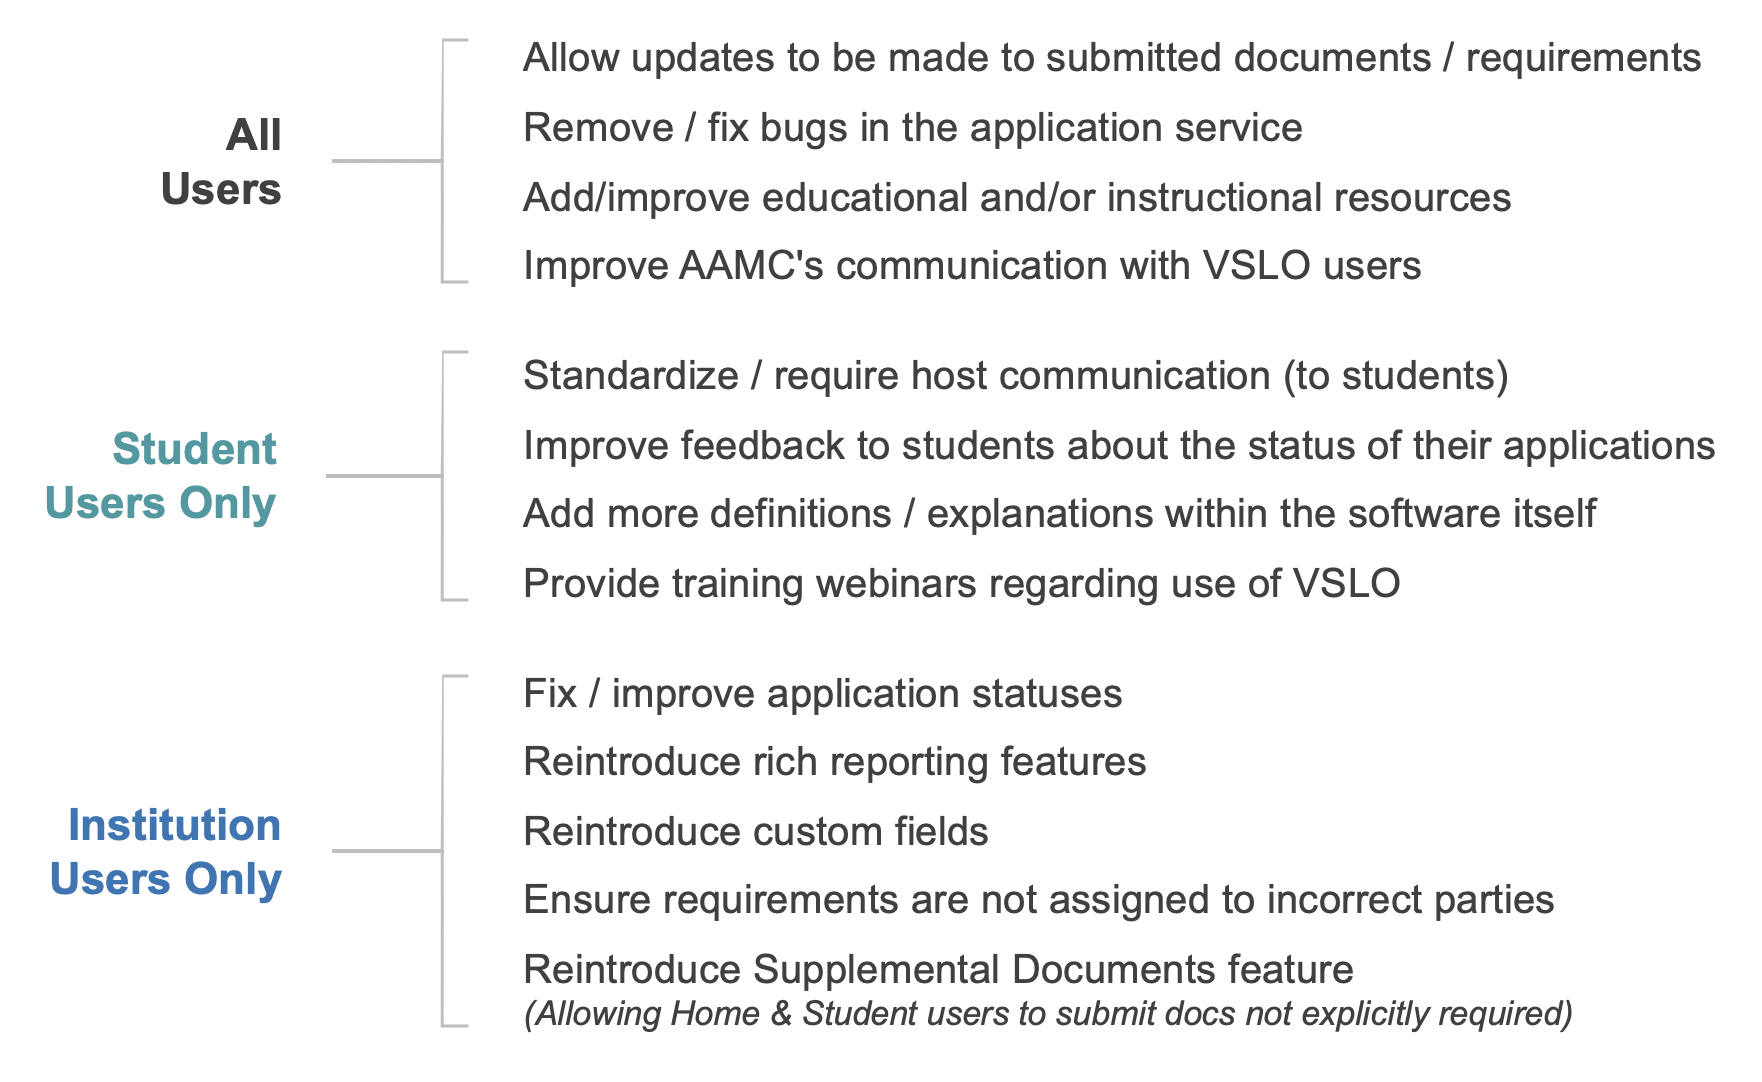 All
Users
Allow updates to be made to submitted documents / requirements
Remove / fix bugs in the application service
Add/improve educational and/or instructional resources
Improve AAMC's communication with VSLO users
Student
Users Only
Standardize / require host communication (to students)
Improve feedback to students about the status of their applications
Add more definitions / explanations within the software itself
Provide training webinars regarding use of VSLO
Institution
Users Only
Fix / improve application statuses
Reintroduce rich reporting features
Reintroduce custom fields
Ensure requirements are not assigned to incorrect parties
Reintroduce Supplemental Documents feature
(Allowing Home & Student users to submit docs not explicitly required)